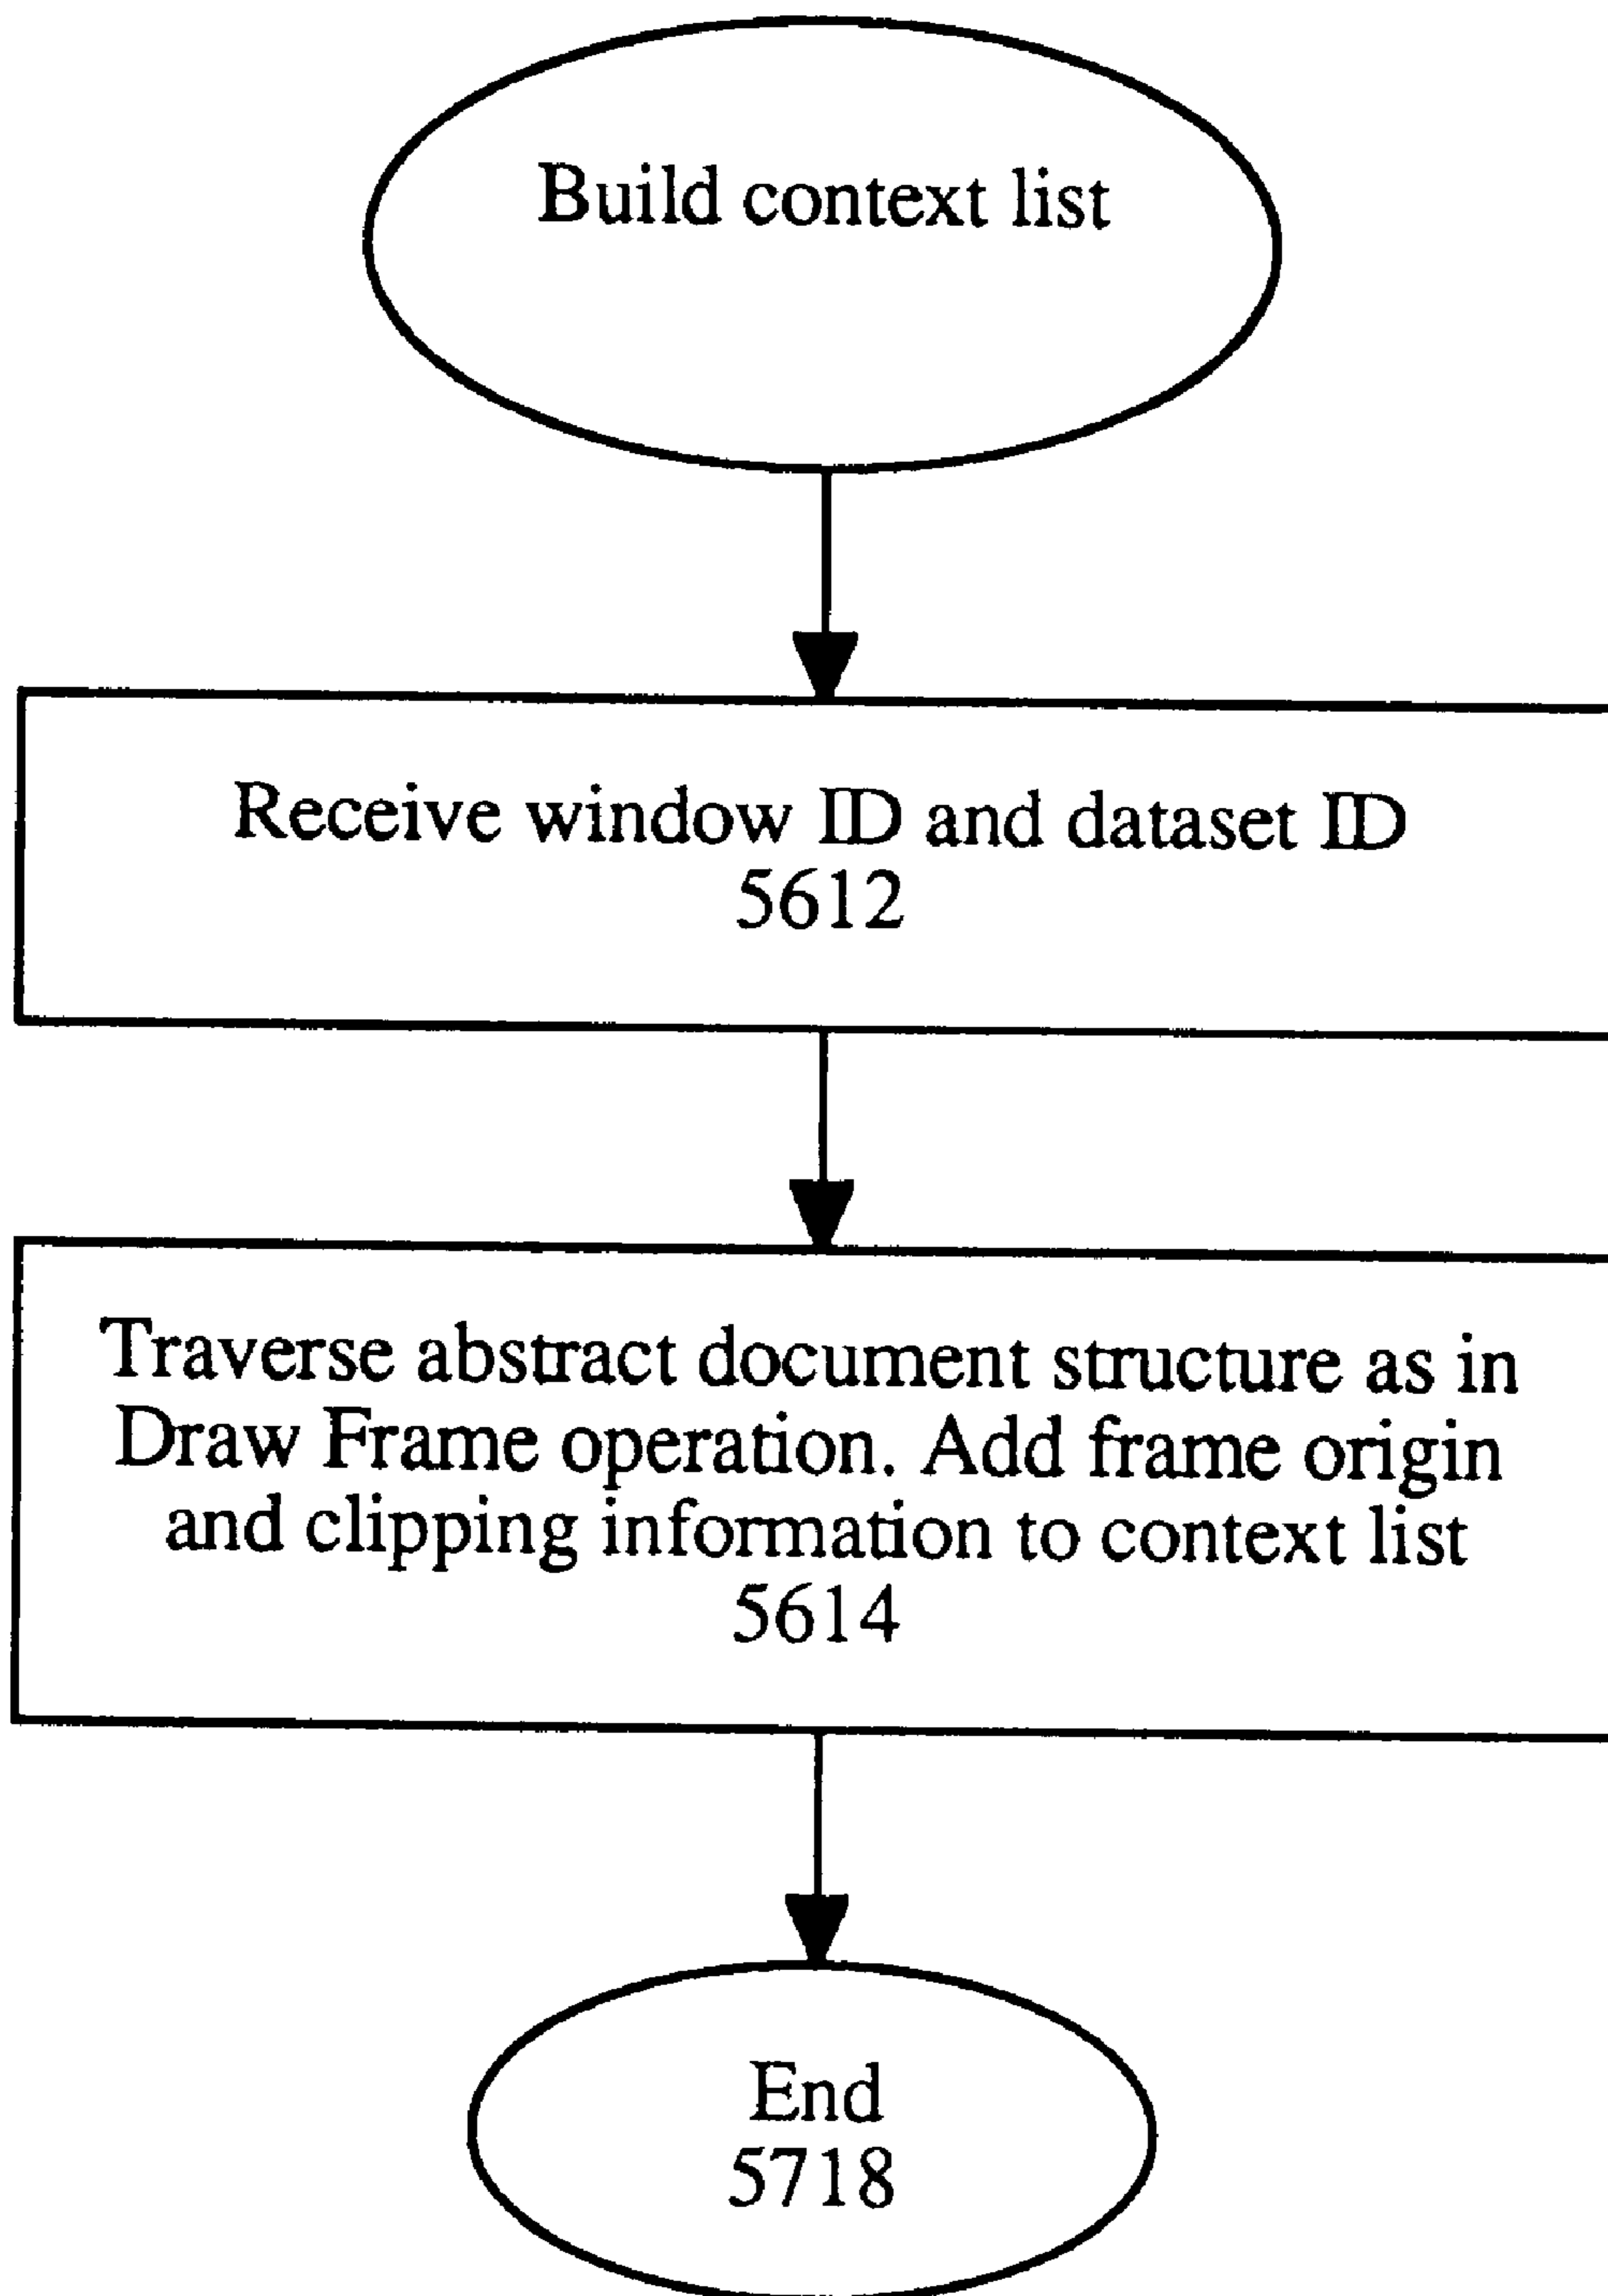 Build context list
Receive window ID and dataset ID
5612
Traverse abstract document structure as in
Draw Frame operation. Add frame origin
and clipping information to context list
5614
End
5718